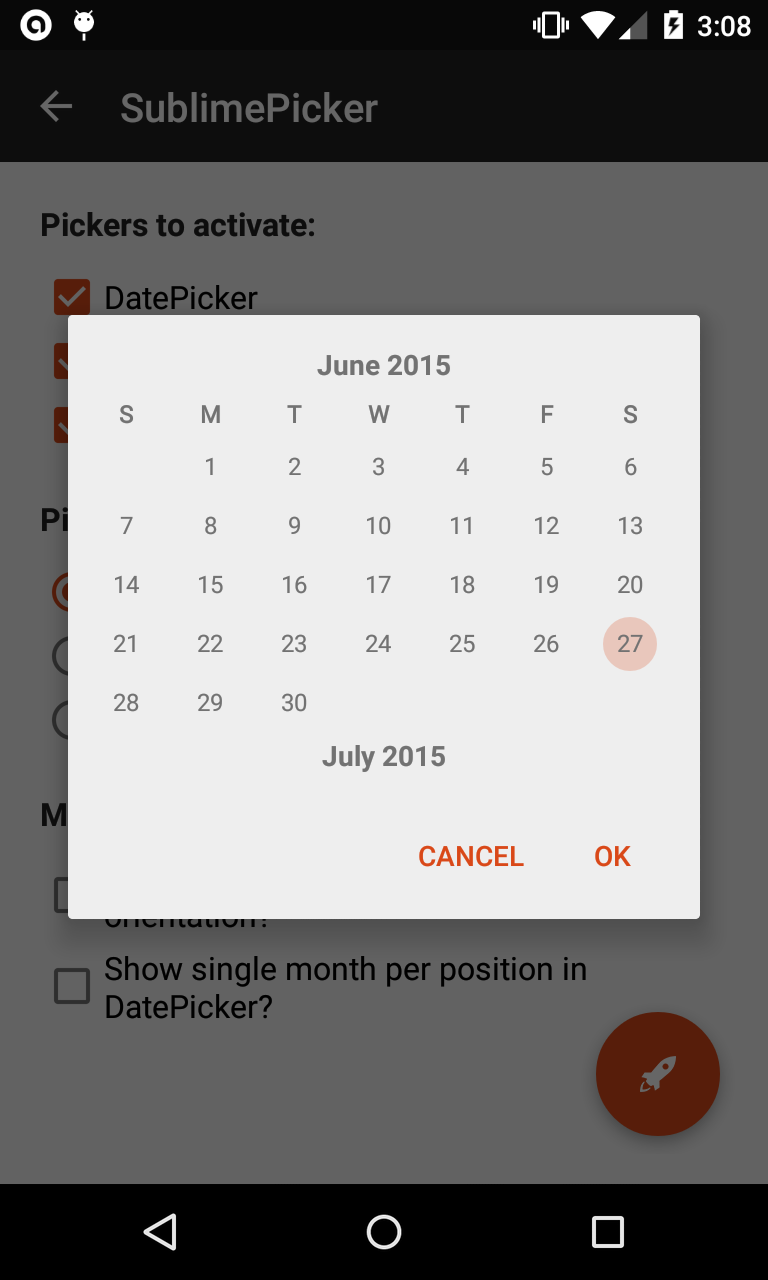 3:08
SublimePicker
Pickers to activate:
DatePicker
June 2015
S M T W T F S
1 2 3 4 5 6
7 8 9 10 11 12 13
14 15 16 17 18 19 20
21 22 23 24 25 26 27
28 29 30
July 2015
CANCEL OK
Pi
M
orientation?
Show single month per position in
DatePicker?